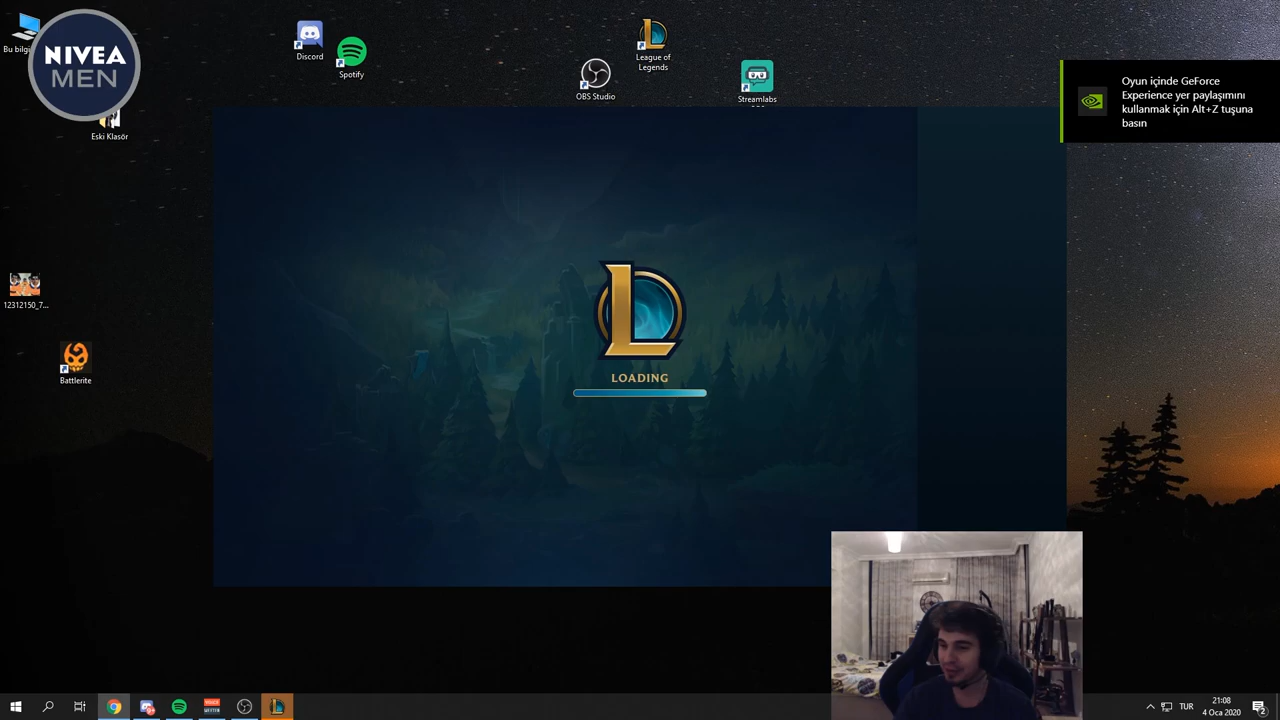 Bu bilgi
NIVEA
MEN
Eski Klasör
Discord
Spotify
OBS Studio
League of
Legends
Streamlabs
Oyun içinde GeForce
Experience yer paylaşımını
kullanmak için Alt+Z tuşuna
basın
12312150_7...
Battlerite
LOADING
TUR
21:08
4 Oca 2020
2